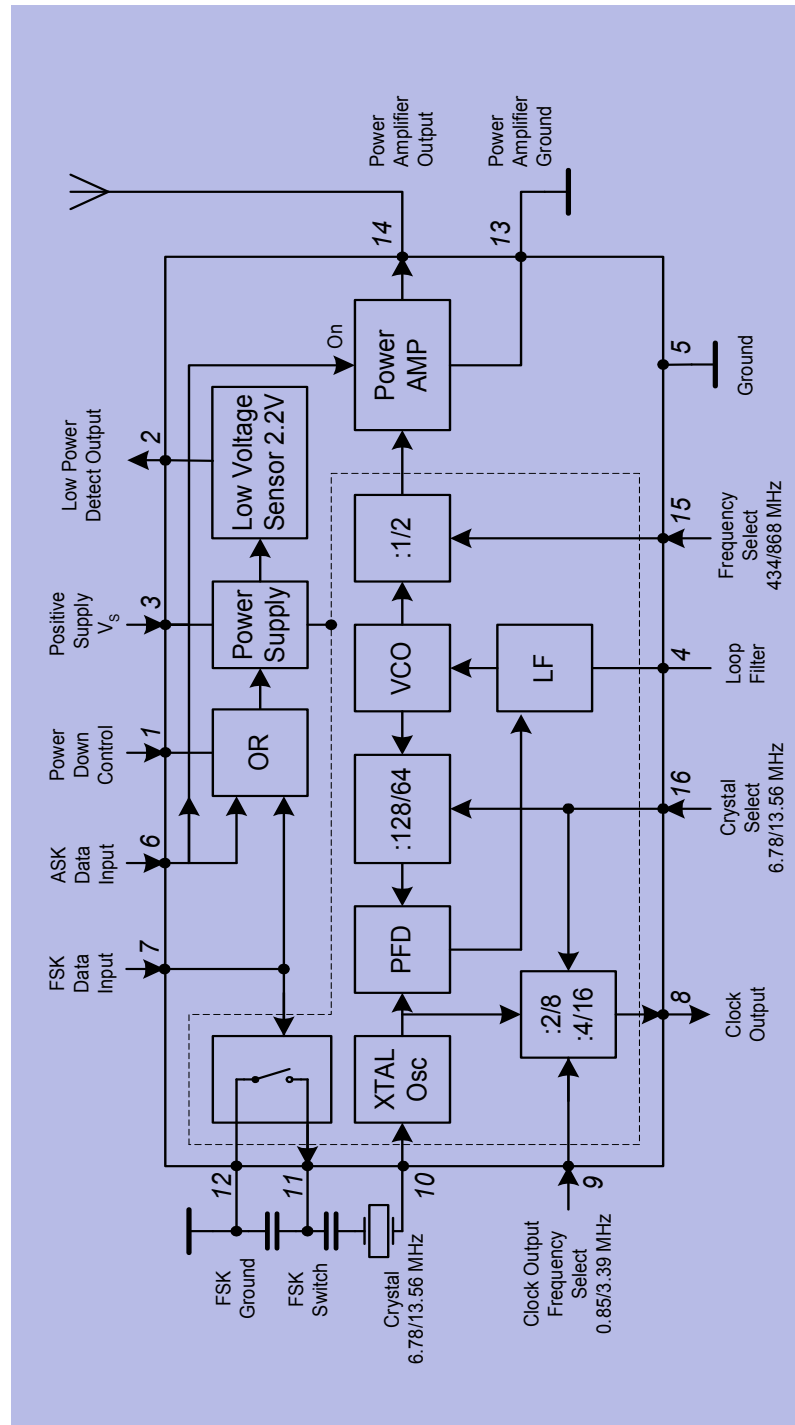 FSK
Data
Input
7
ASK
Data
Input
6
Power
Down
Control
1
Positive
Supply
VS
3
Low Power
Detect Output
2
OR
Power
Supply
Low Voltage
Sensor 2.2V
On
FSK
Ground
12
FSK
Switch
11
Crystal
6.78/13.56 MHz
10
XTAL
Osc
PFD
:128/64
VCO
:1/2
Power
AMP
14
Power
Amplifier
Output
13
Power
Amplifier
Ground
LF
:2/8
:4/16
Clock Output
Frequency
Select
0.85/3.39 MHz
9
8
Clock
Output
16
Crystal
Select
6.78/13.56 MHz
4
Loop
Filter
15
Frequency
Select
434/868 MHz
5
Ground